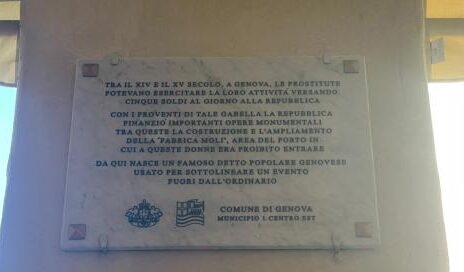 TRA IL XIV E IL XV SECOLO, A GENOVA, LE PROSTITUTE
POTEVANO ESERCITARE LA LORO ATTIVITÀ VERSANDO
CINQUE SOLDI AL GIORNO ALLA REPUBBLICA
CON I PROVENTI DI TALE GABELLA LA REPUBBLICA
FINANZIÒ IMPORTANTI OPERE MONUMENTALI
TRA QUESTE LA COSTRUZIONE E L'AMPLIAMENTO
DELLA "FABRICA MOLI", AREA DEL PORTO IN
CUI A QUESTE DONNE ERA PROIBITO ENTRARE
DA QUI NASCE UN FAMOSO DETTO POPOLARE GENOVESE
USATO PER SOTTOLINEARE UN EVENTO
FUORI DALL'ORDINARIO
COMUNE DI GENOVA
MUNICIPIO I CENTRO EST